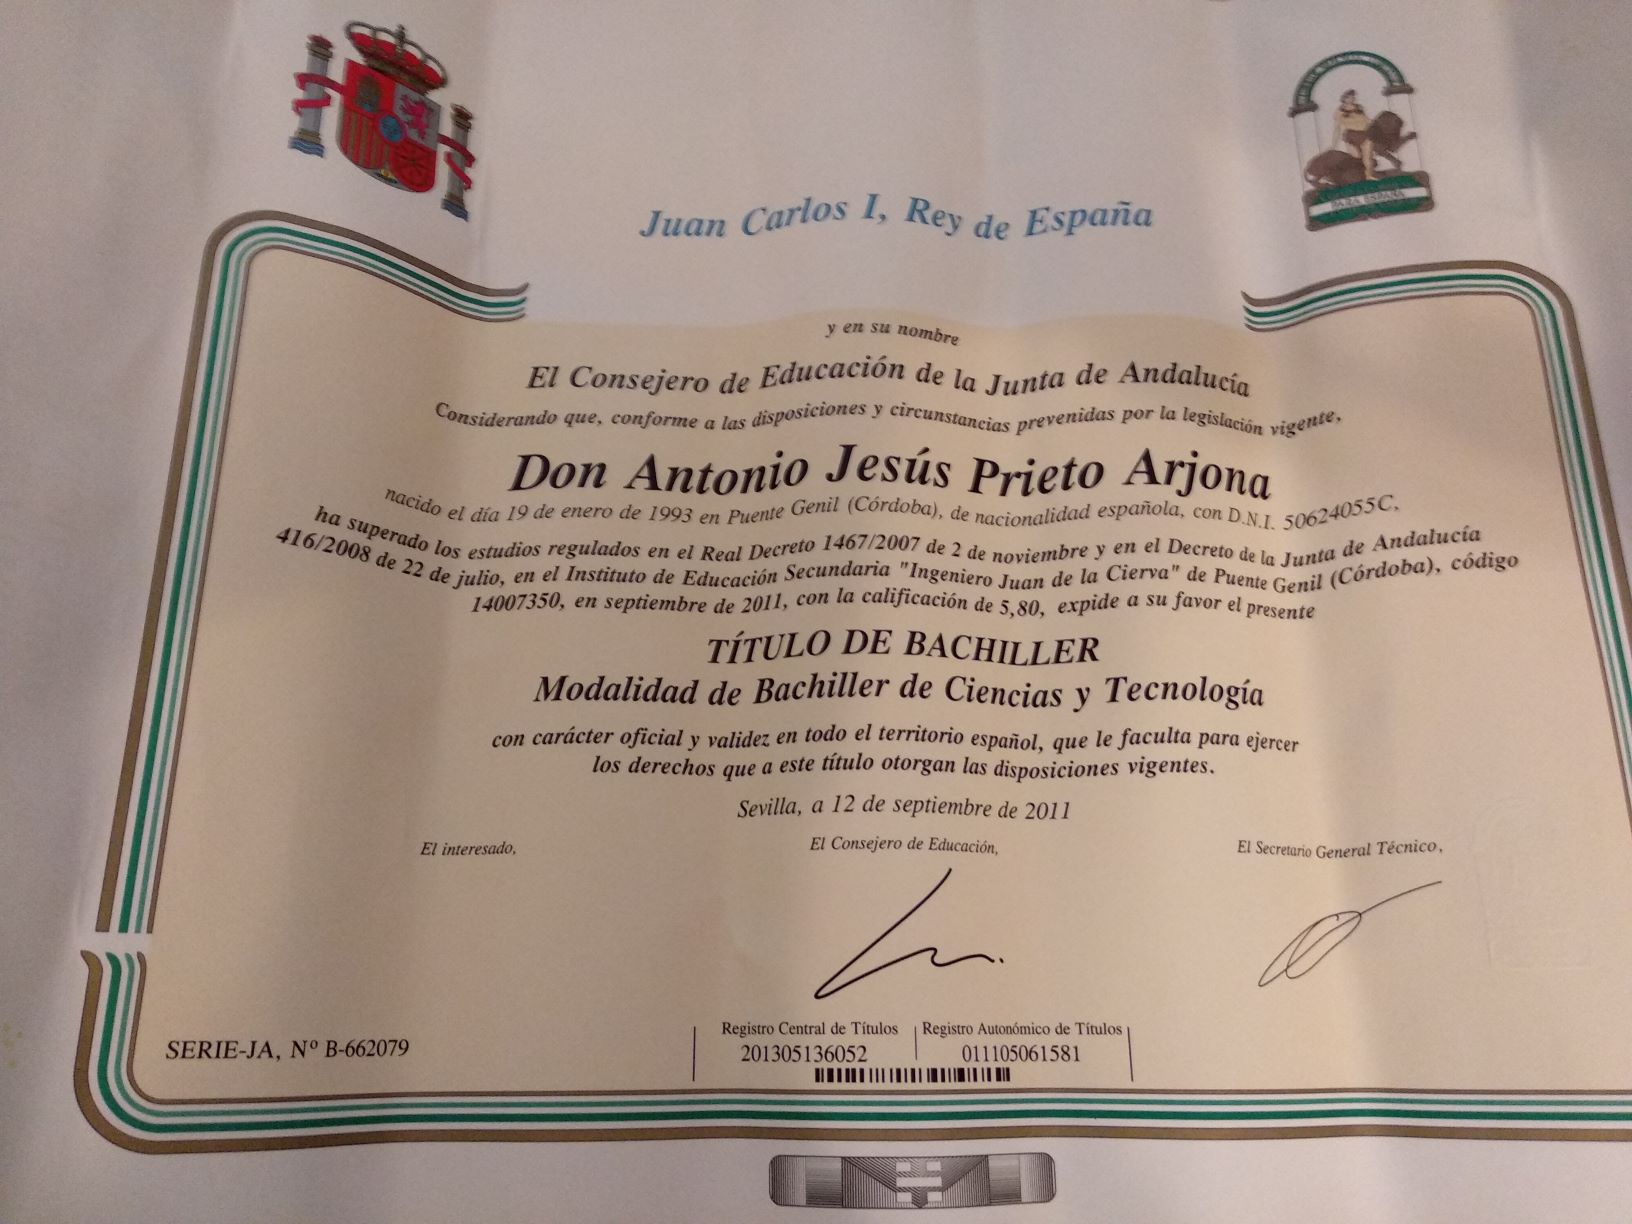 Juan Carlos I, Rey de España
PARA ESPAÑA
y en su nombre
El Consejero de Educación de la Junta de Andalucía
Considerando que, conforme a las disposiciones y circunstancias prevenidas por la legislación vigente,
Don Antonio Jesús Prieto Arjona
nacido el día 19 de enero de 1993 en Puente Genil (Córdoba), de nacionalidad española, con D.N.I. 50624055C,
ha superado los estudios regulados en el Real Decreto 1467/2007 de 2 de noviembre y en el Decreto de la Junta de Andalucía
416/2008 de 22 de julio, en el Instituto de Educación Secundaria "Ingeniero Juan de la Cierva" de Puente Genil (Córdoba), código
14007350, en septiembre de 2011, con la calificación de 5,80, expide a su favor el presente
TÍTULO DE BACHILLER
Modalidad de Bachiller de Ciencias y Tecnología
con carácter oficial y validez en todo el territorio español, que le faculta para ejercer
los derechos que a este título otorgan las disposiciones vigentes.
Sevilla, a 12 de septiembre de 2011
El interesado,
El Consejero de Educación,
El Secretario General Técnico,
SERIE-JA, Nº B-662079
Registro Central de Títulos
201305136052
Registro Autonómico de Títulos
011105061581